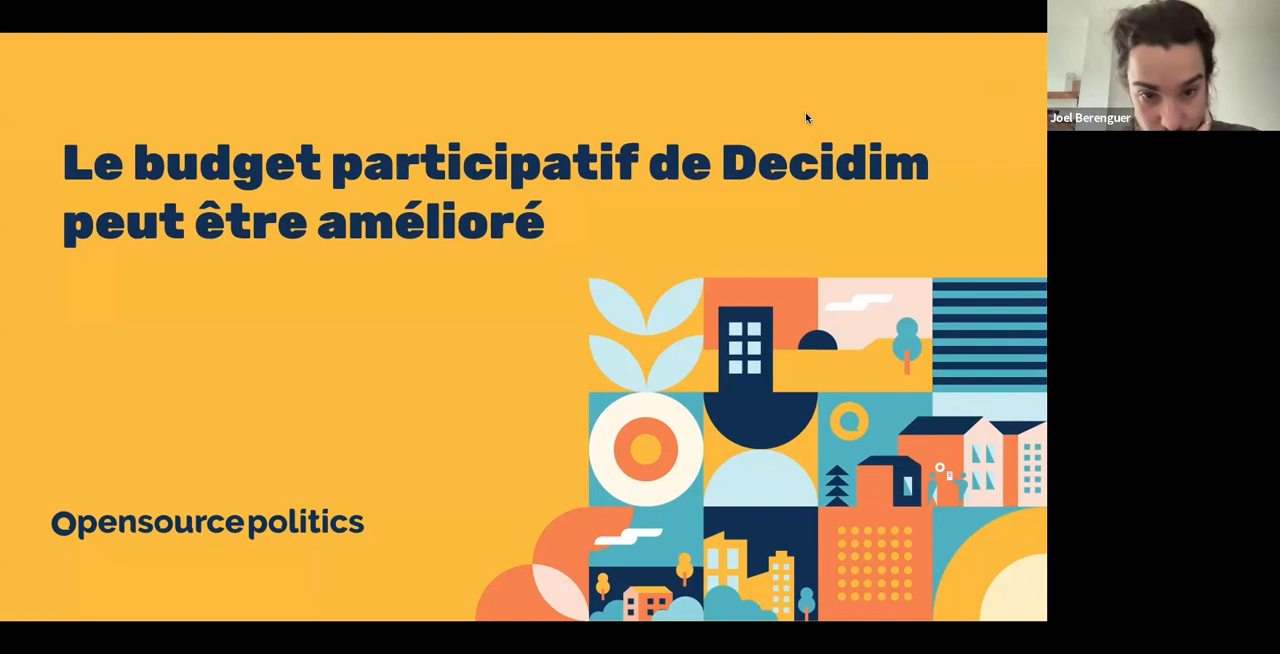 Le budget participatif de Decidim
peut être amélioré
Opensourcepolitics
Joel Berenguer